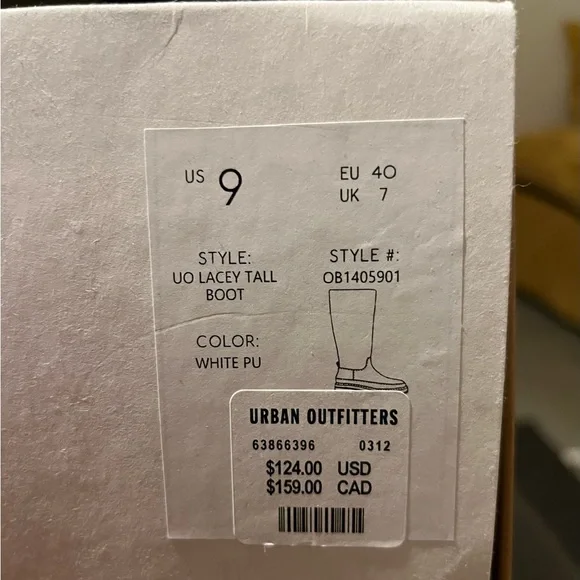 US 9
EU 40
UK 7
STYLE:
UO LACEY TALL
BOOT
STYLE #:
OB1405901
COLOR:
WHITE PU
URBAN OUTFITTERS
63866396 0312
$124.00 USD
$159.00 CAD